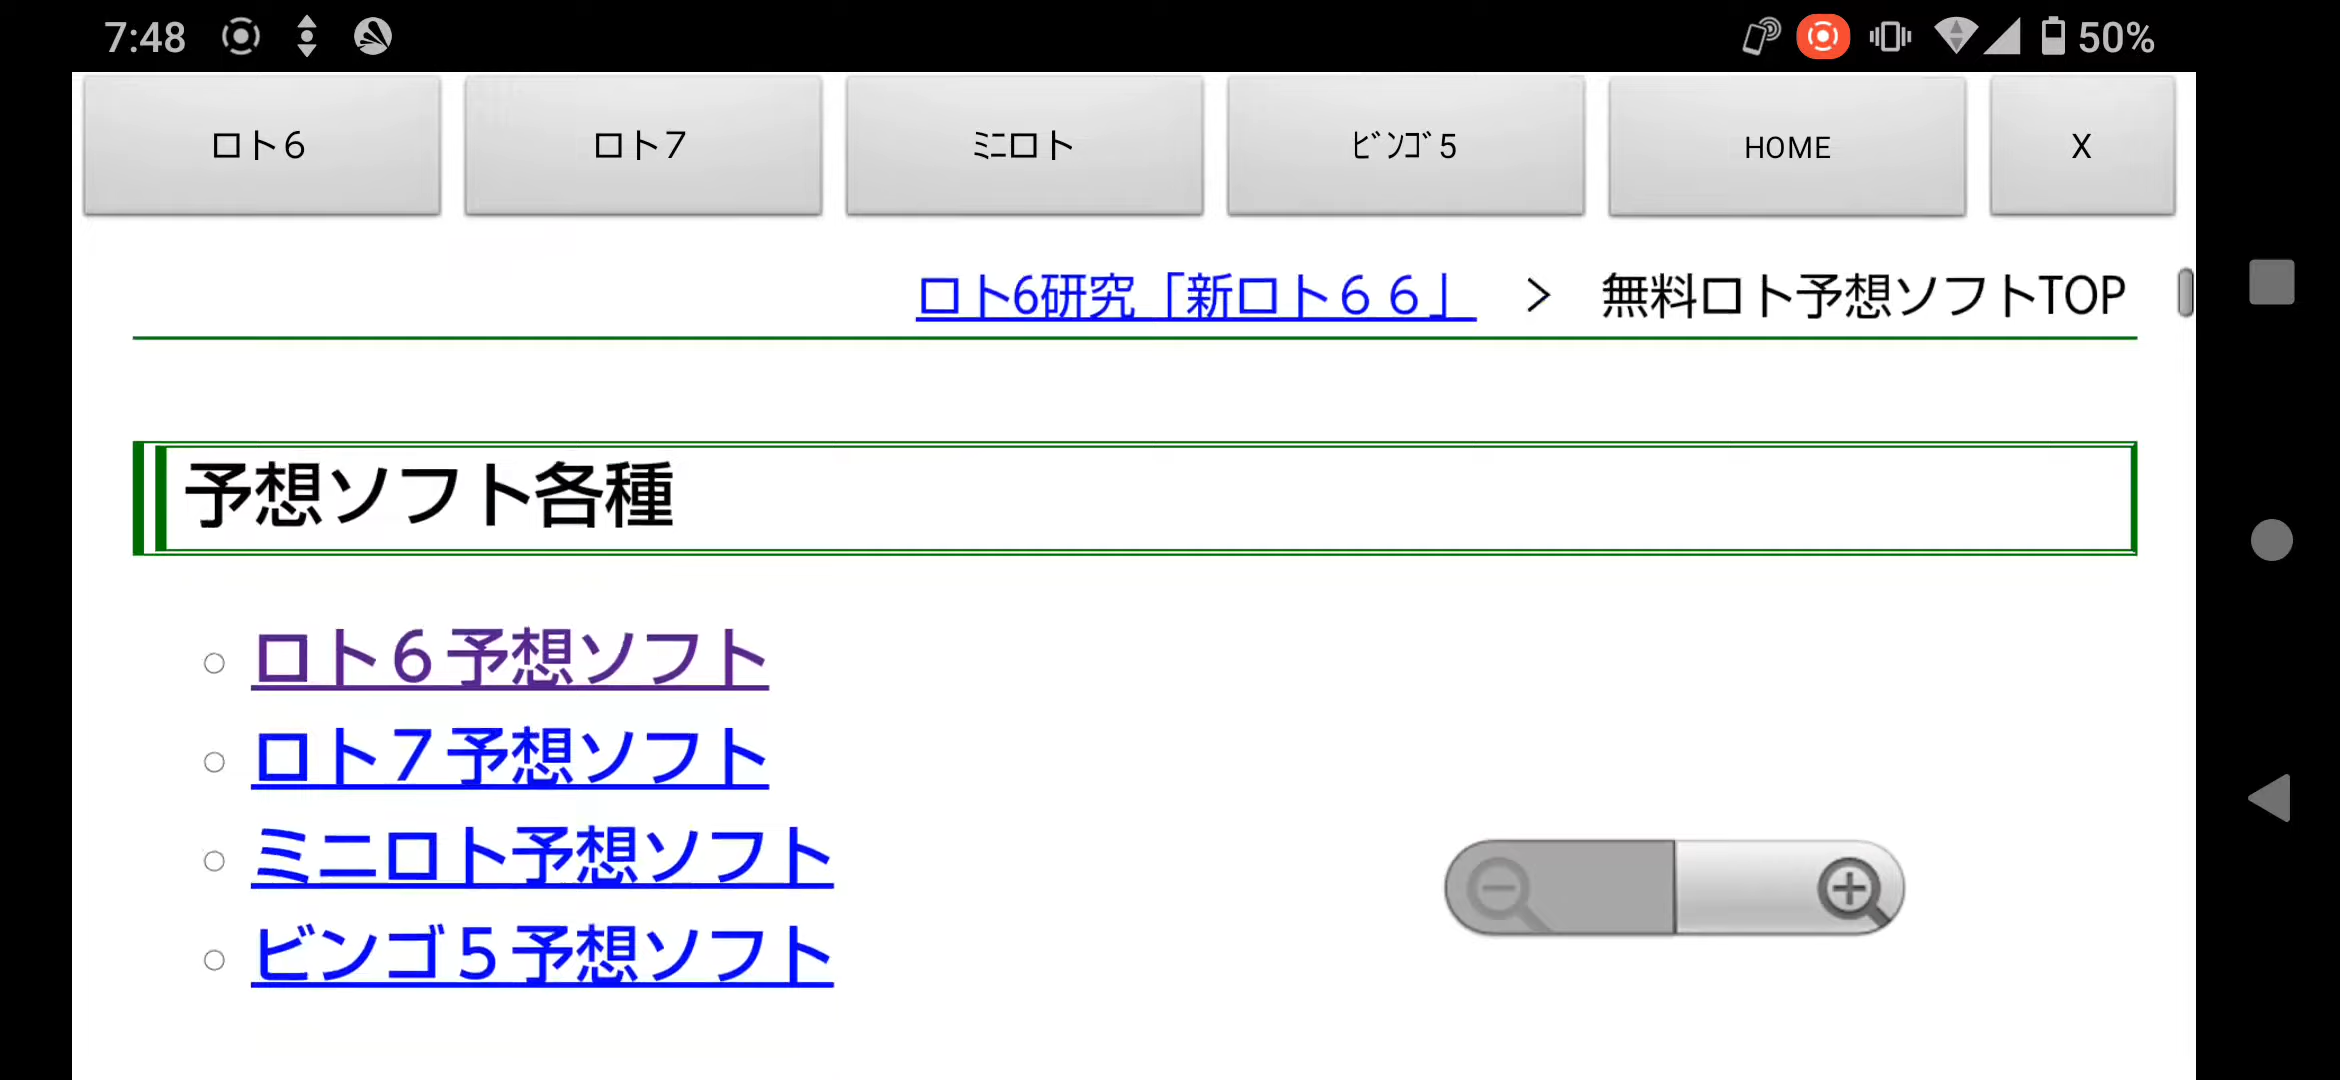 7:48 50%
ロト６ ロト７ ﾐﾆロト ﾋﾞﾝｺﾞ５ HOME X
ロト6研究「新ロト６６」 ＞ 無料ロト予想ソフトTOP
予想ソフト各種
ロト６予想ソフト
ロト７予想ソフト
ミニロト予想ソフト
ビンゴ５予想ソフト